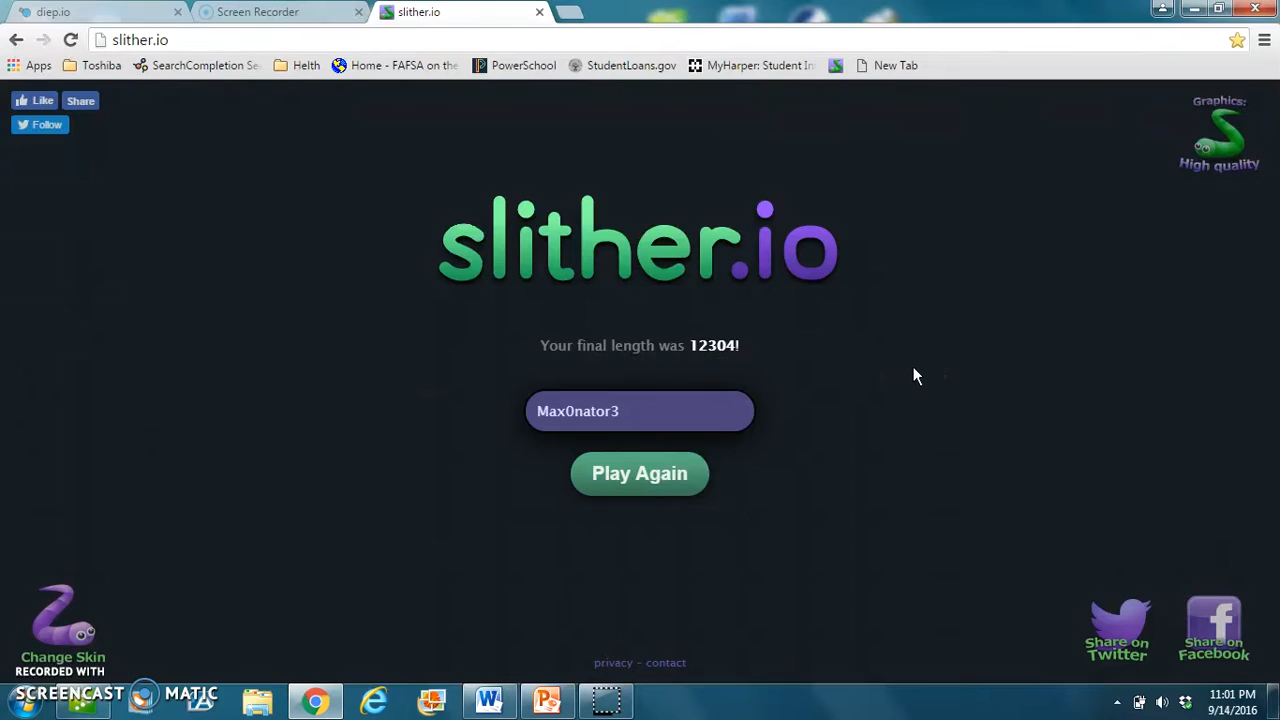 diep.io
Screen Recorder
slither.io
slither.io
Apps
Toshiba
SearchCompletion Se
Helth
Home - FAFSA on the
PowerSchool
StudentLoans.gov
MyHarper: Student In
New Tab
Like
Share
Follow
Graphics:
High quality
slither.io
Your final length was 12304!
Max0nator3
Play Again
Change Skin
Share on
Twitter
Share on
Facebook
privacy - contact
RECORDED WITH
SCREENCAST MATIC
11:01 PM
9/14/2016